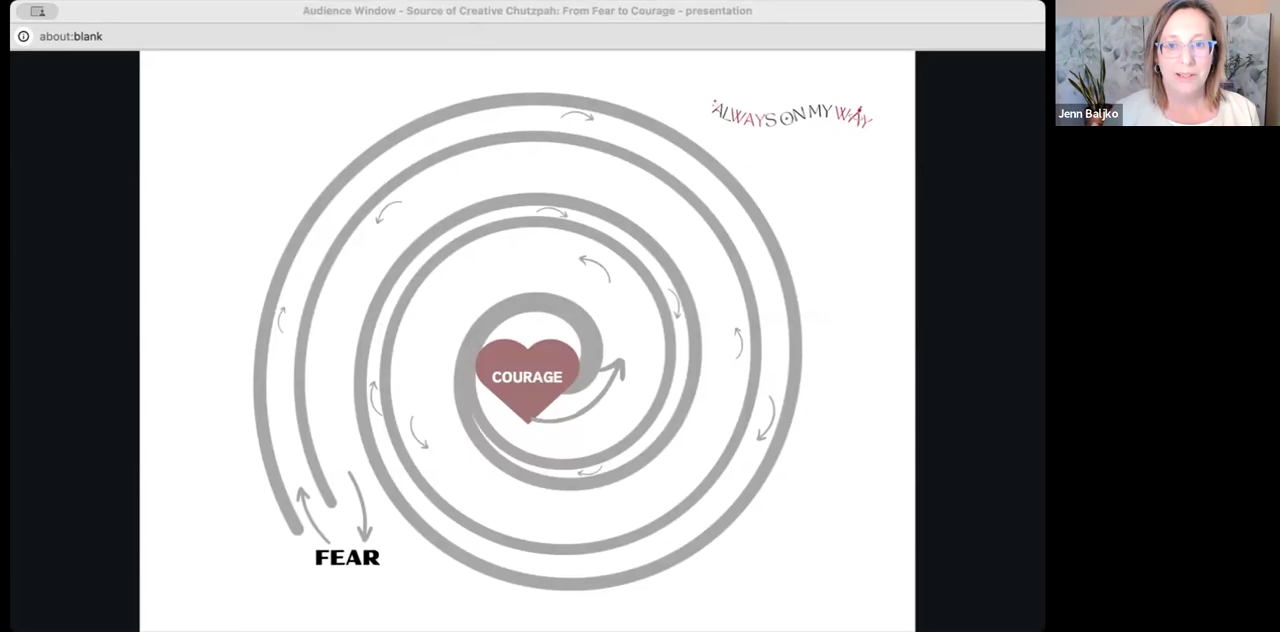 Audience Window - Source of Creative Chutzpah: From Fear to Courage - presentation
about:blank
ALWAYS ON MY WAY
Jenn Baljko
COURAGE
FEAR